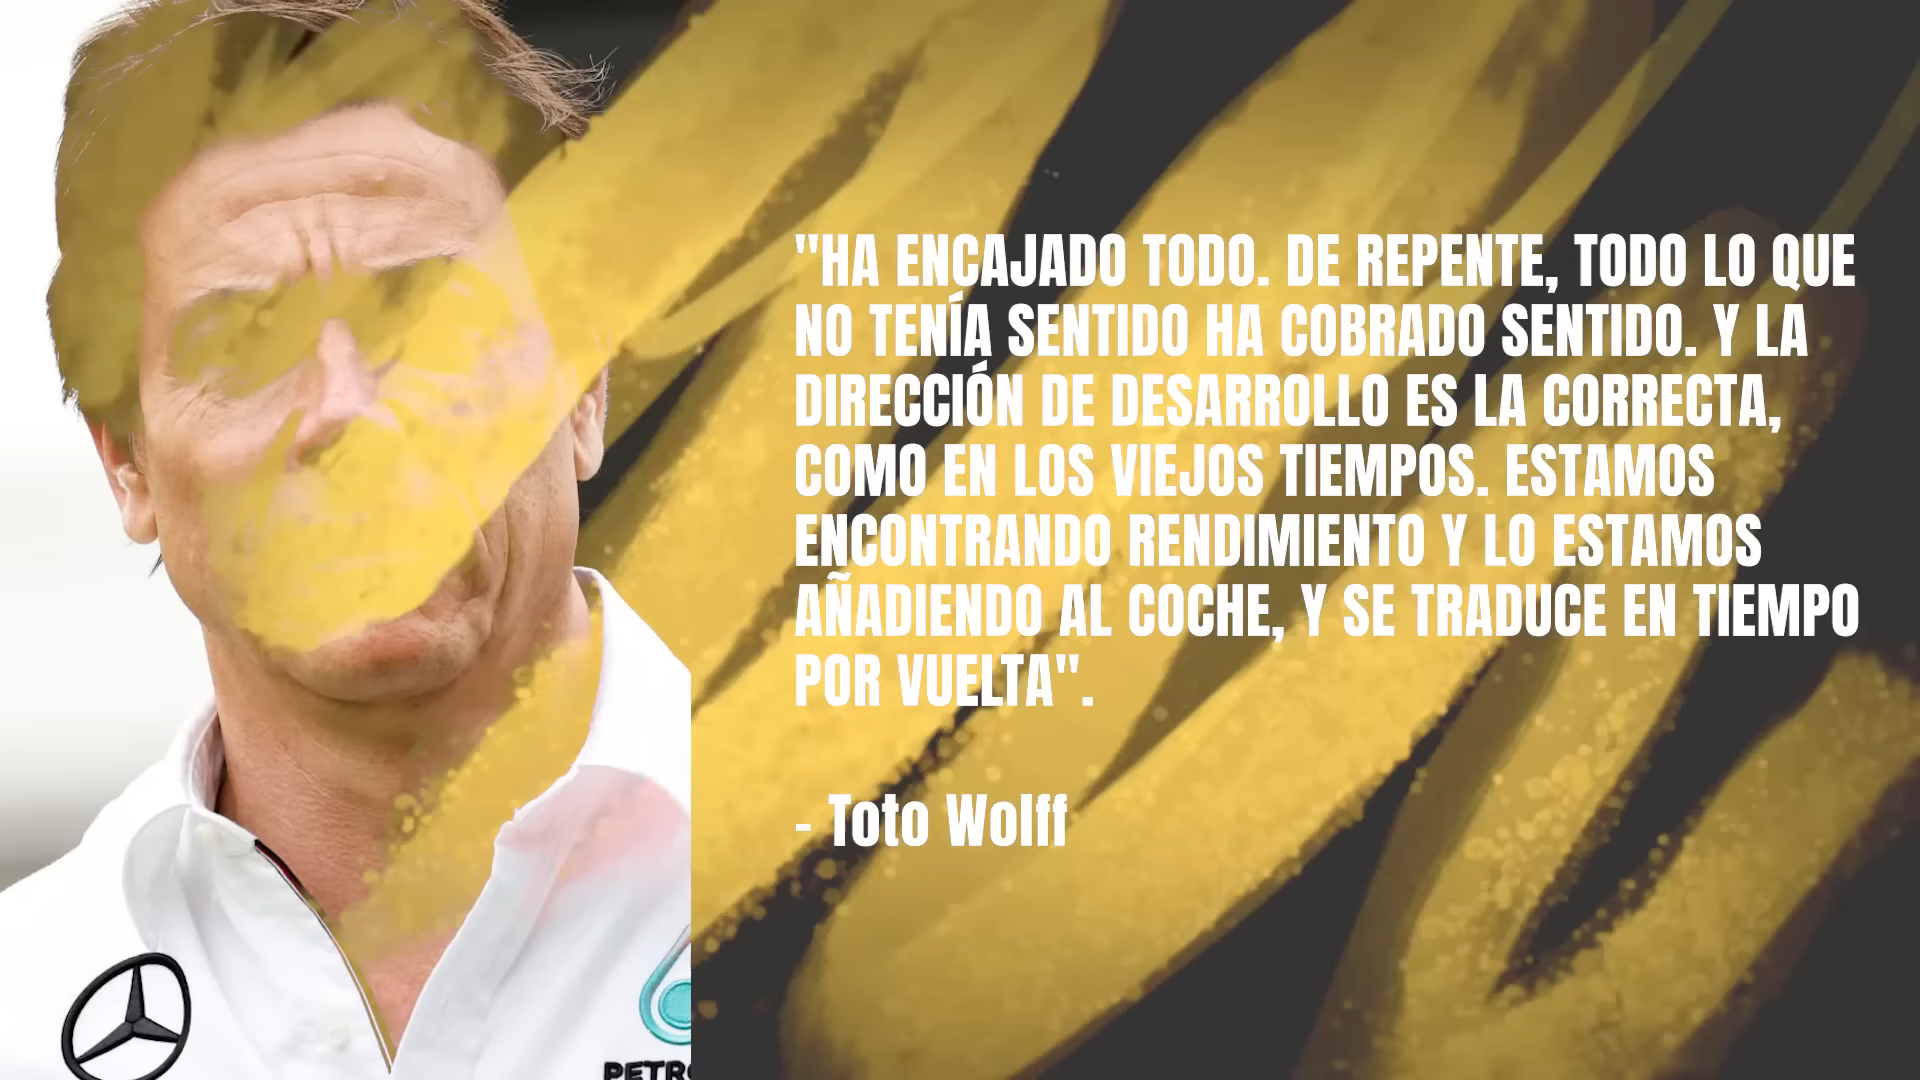 "HA ENCAJADO TODO. DE REPENTE, TODO LO QUE
NO TENÍA SENTIDO HA COBRADO SENTIDO. Y LA
DIRECCIÓN DE DESARROLLO ES LA CORRECTA,
COMO EN LOS VIEJOS TIEMPOS. ESTAMOS
ENCONTRANDO RENDIMIENTO Y LO ESTAMOS
AÑADIENDO AL COCHE, Y SE TRADUCE EN TIEMPO
POR VUELTA".
- Toto Wolff